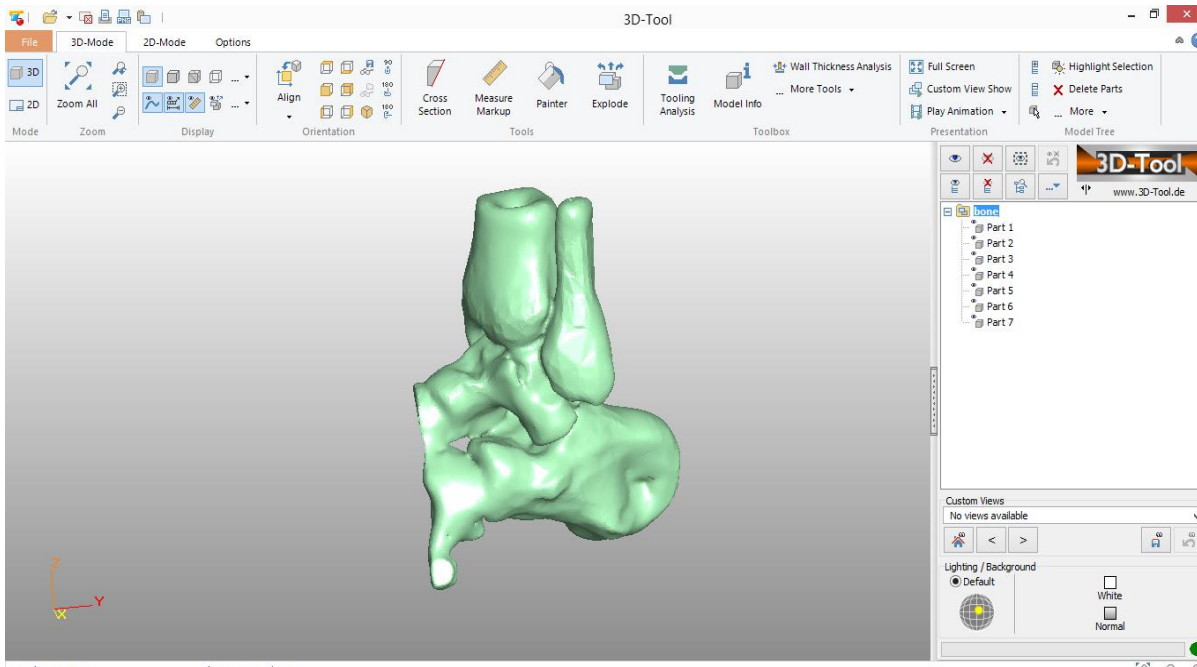 3D-Tool
File 3D-Mode 2D-Mode Options
3D
2D
Mode
Zoom All
Zoom
... 
...
Display
Align
90
180
180
Orientation
Cross Section
Measure Markup
Painter
Explode
Tools
Tooling Analysis
Model Info
Wall Thickness Analysis
... More Tools
Toolbox
Full Screen
Custom View Show
Play Animation
Presentation
Highlight Selection
Delete Parts
... More
Model Tree
3D-Tool
www.3D-Tool.de
...
bone
Part 1
Part 2
Part 3
Part 4
Part 5
Part 6
Part 7
Z
Y
X
Custom Views
No views available
< >
Lighting / Background
Default
White
Normal